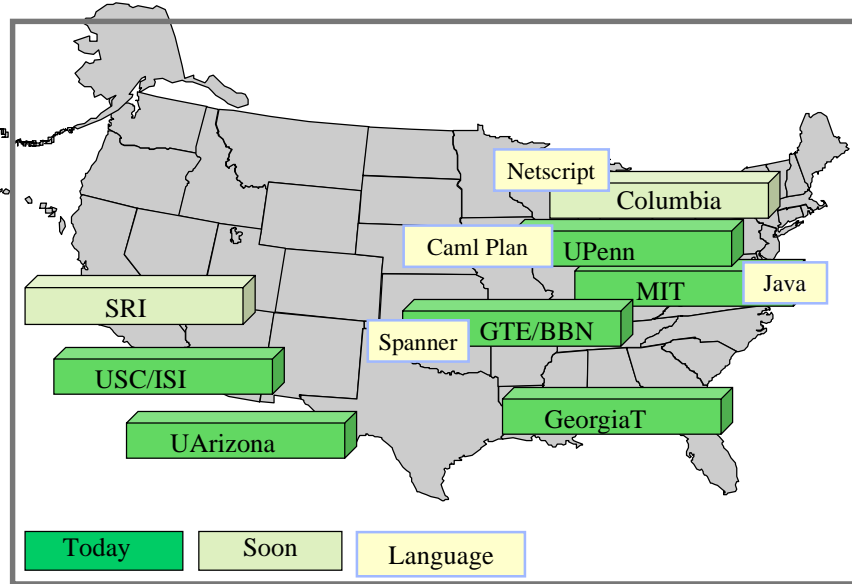 Netscript
Columbia
Caml Plan
UPenn
MIT
Java
SRI
GTE/BBN
Spanner
USC/ISI
GeorgiaT
UArizona
Today
Soon
Language